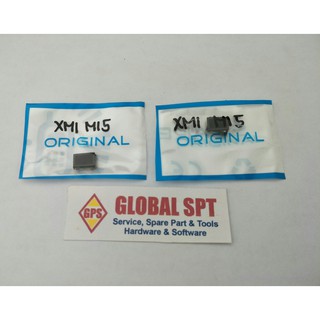 XMI MI5
ORIGINAL
XMI MI5
ORIGINAL
GPS
GLOBAL SPT
Service, Spare Part & Tools
Hardware & Software